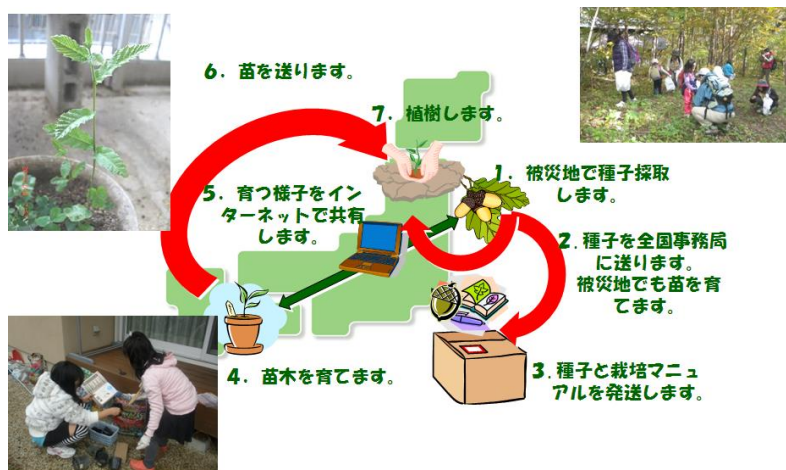 6．苗を送ります。
7．植樹します。
1．被災地で種子採取
します。
5．育つ様子をイン
ターネットで共有
します。
2．種子を全国事務局
に送ります。
被災地でも苗を育
てます。
4．苗木を育てます。
3．種子と栽培マニュ
アルを発送します。